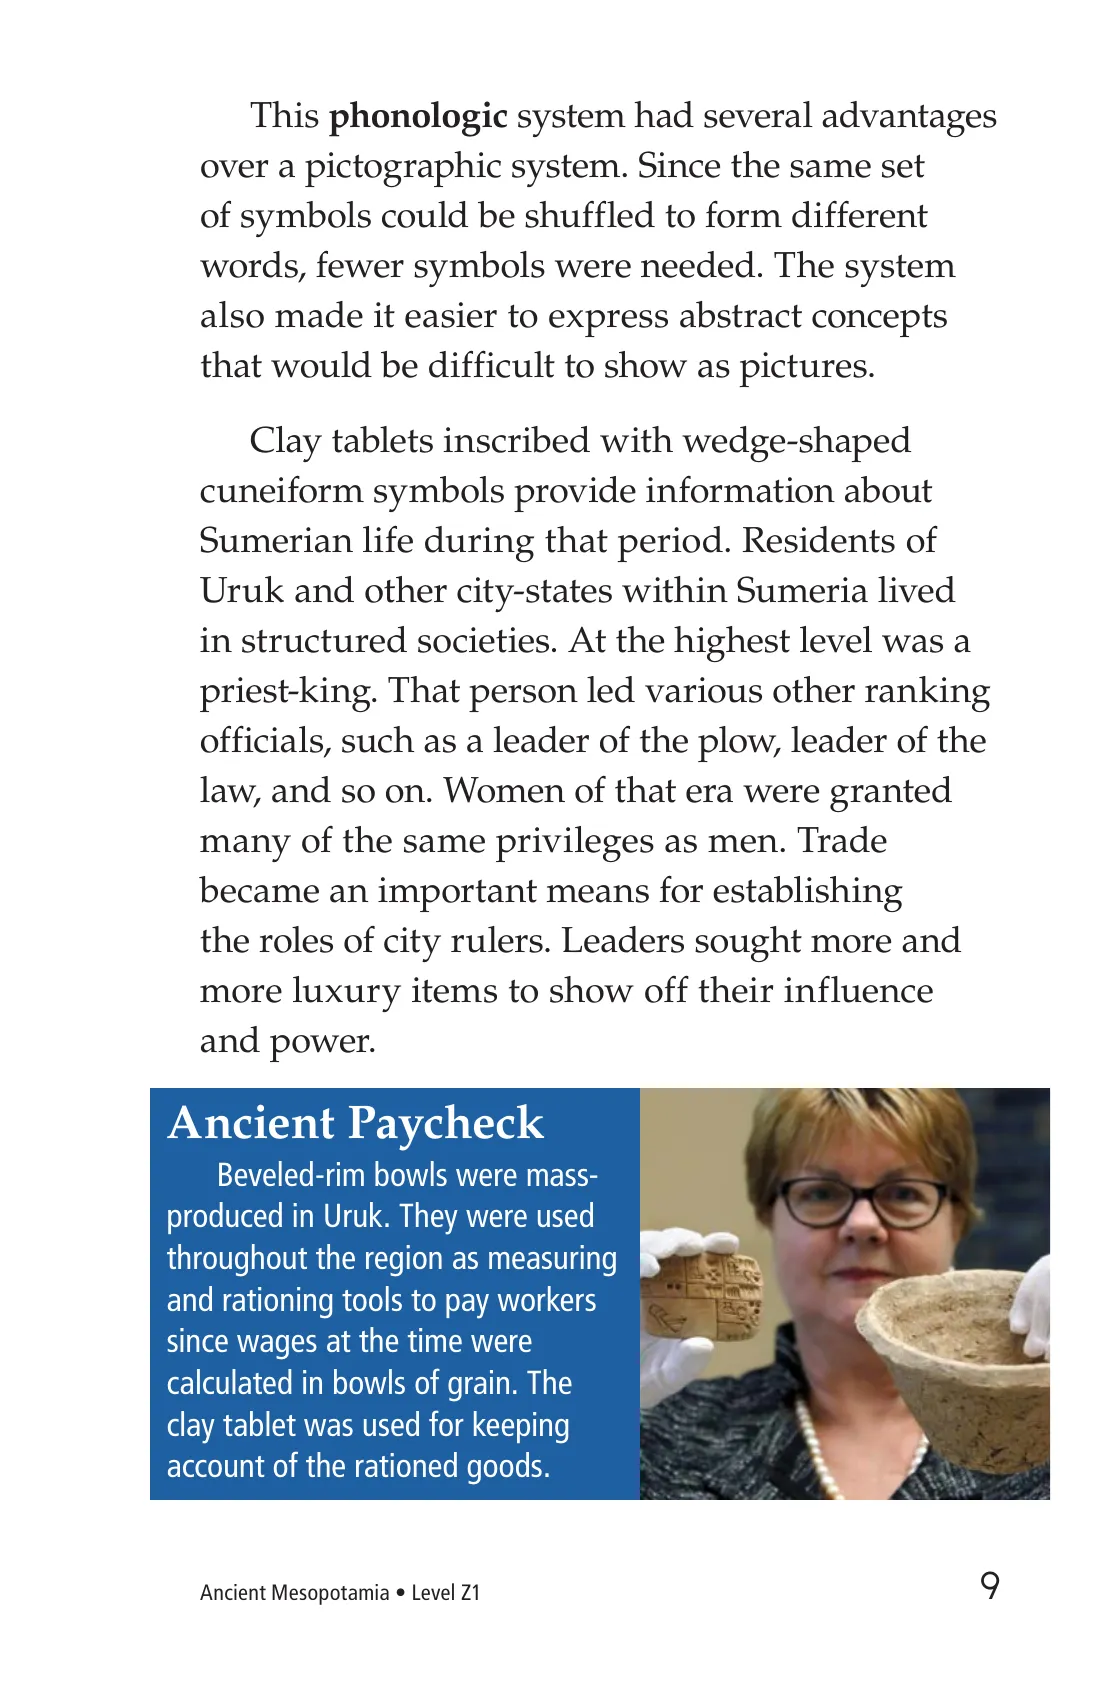 This phonologic system had several advantages
over a pictographic system. Since the same set
of symbols could be shuffled to form different
words, fewer symbols were needed. The system
also made it easier to express abstract concepts
that would be difficult to show as pictures.
Clay tablets inscribed with wedge-shaped
cuneiform symbols provide information about
Sumerian life during that period. Residents of
Uruk and other city-states within Sumeria lived
in structured societies. At the highest level was a
priest-king. That person led various other ranking
officials, such as a leader of the plow, leader of the
law, and so on. Women of that era were granted
many of the same privileges as men. Trade
became an important means for establishing
the roles of city rulers. Leaders sought more and
more luxury items to show off their influence
and power.
Ancient Paycheck
Beveled-rim bowls were mass-
produced in Uruk. They were used
throughout the region as measuring
and rationing tools to pay workers
since wages at the time were
calculated in bowls of grain. The
clay tablet was used for keeping
account of the rationed goods.
Ancient Mesopotamia • Level Z1
9